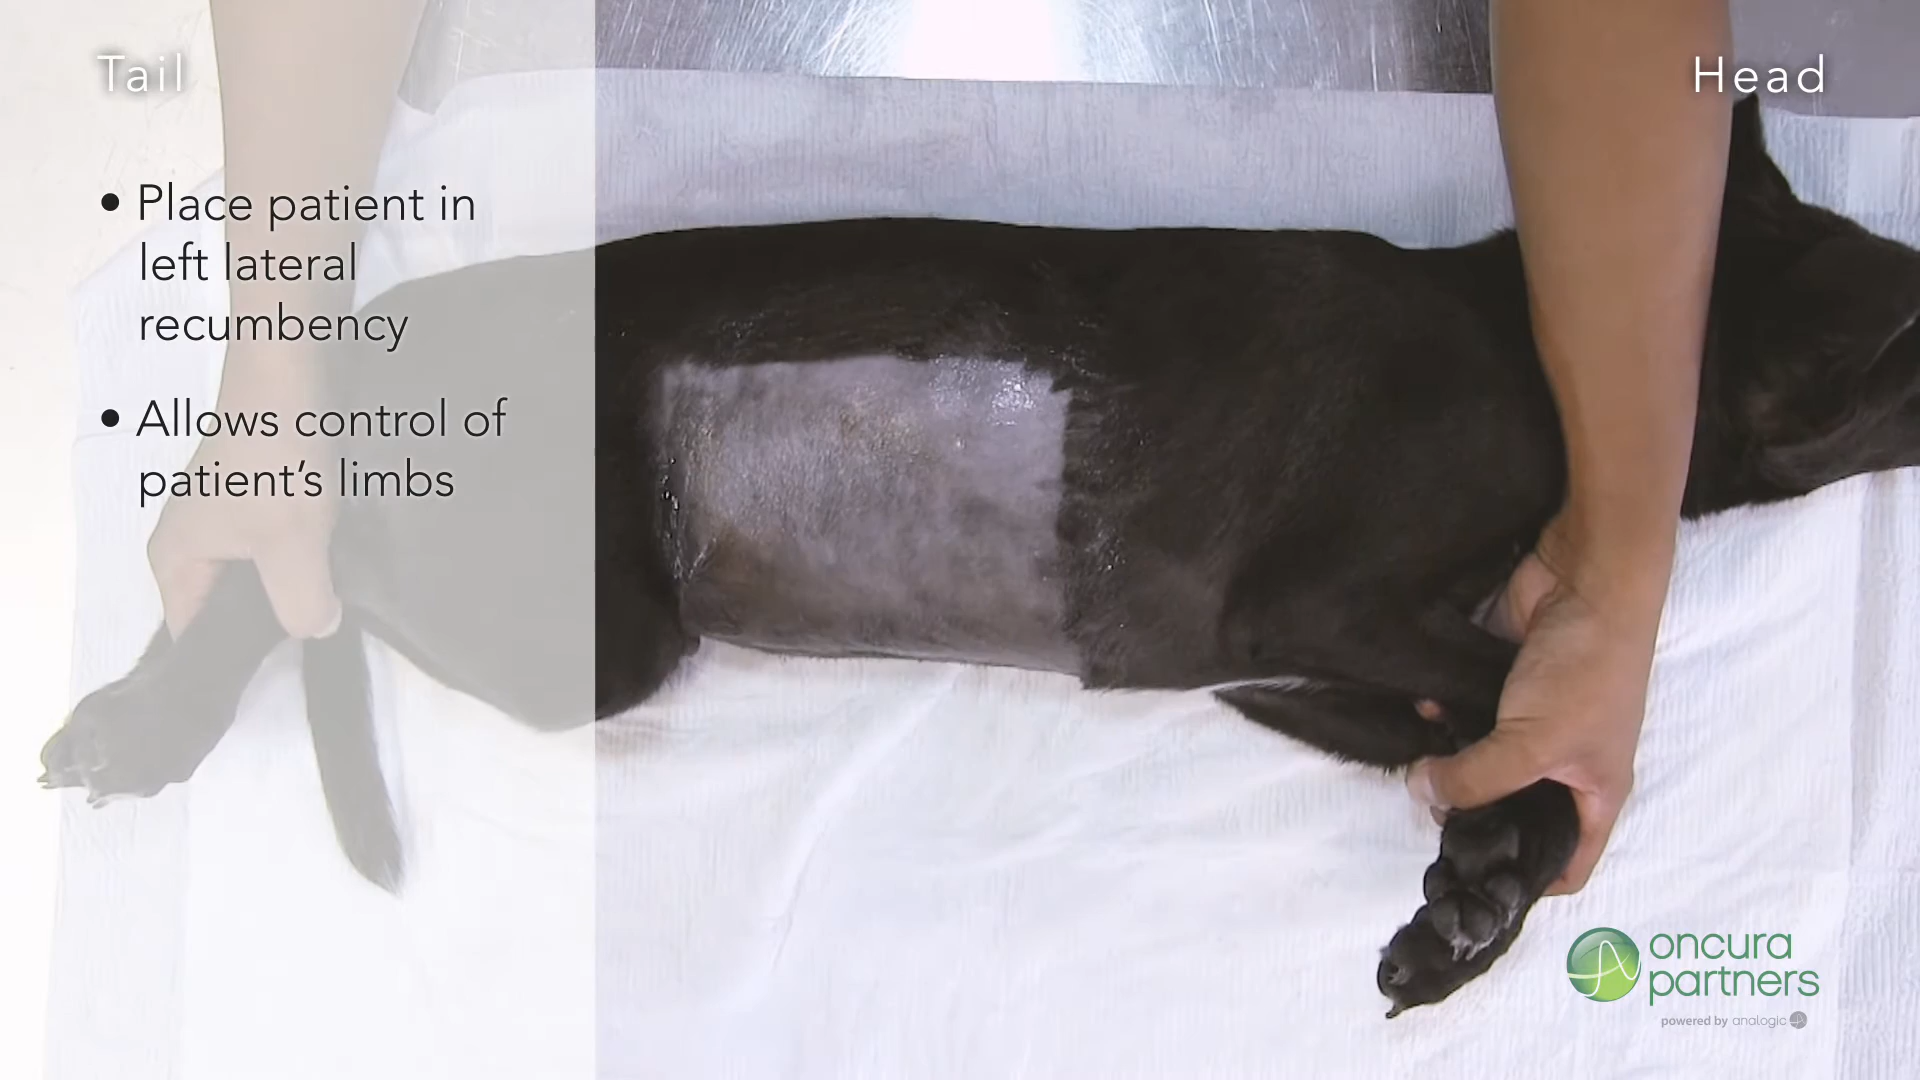 Tail
Head
• Place patient in
left lateral
recumbency
• Allows control of
patient’s limbs
oncura
partners
powered by analogic